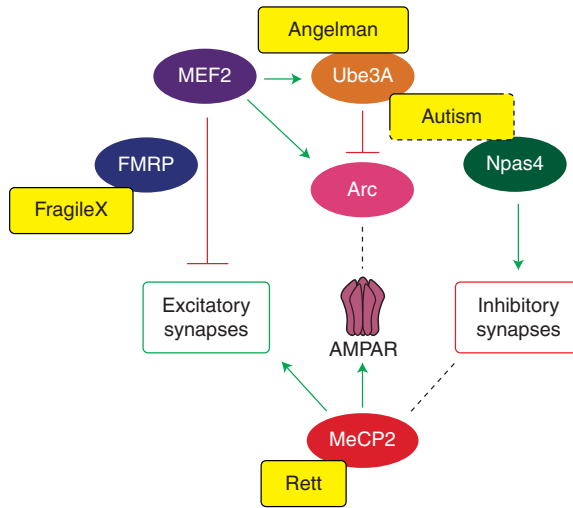 Angelman
MEF2
Ube3A
Autism
FMRP
Npas4
FragileX
Arc
Excitatory
synapses
Inhibitory
synapses
AMPAR
MeCP2
Rett